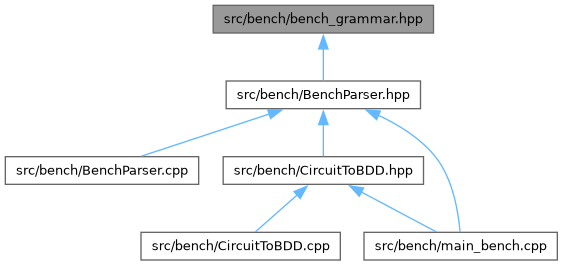 src/bench/bench_grammar.hpp
src/bench/BenchParser.hpp
src/bench/BenchParser.cpp
src/bench/CircuitToBDD.hpp
src/bench/CircuitToBDD.cpp
src/bench/main_bench.cpp